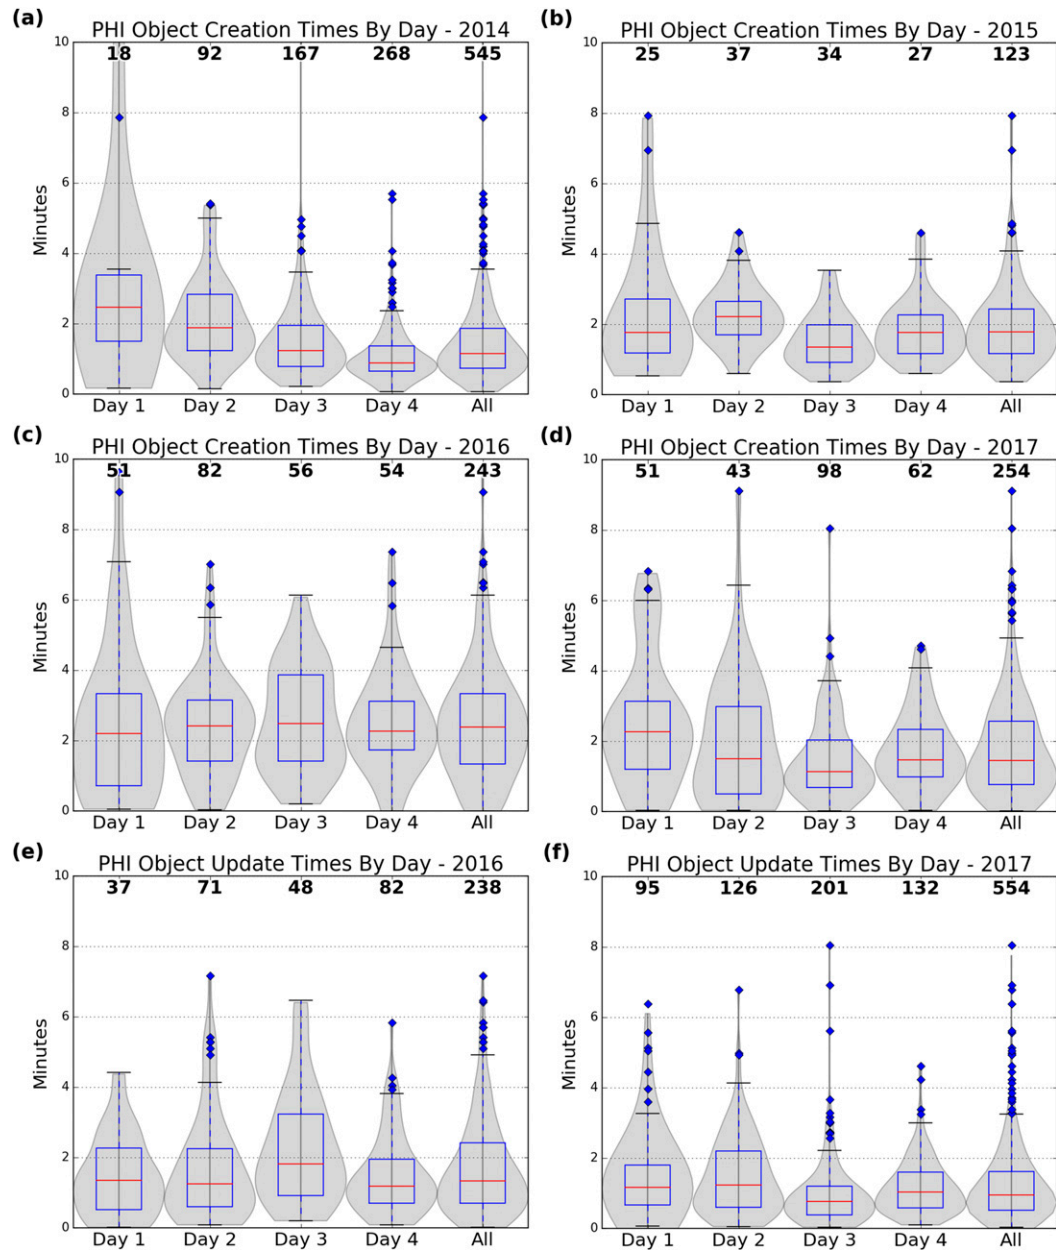 (a)
PHI Object Creation Times By Day - 2014
10
18 92 167 268 545
8
6
4
2
0
Minutes
Day 1 Day 2 Day 3 Day 4 All
(b)
PHI Object Creation Times By Day - 2015
10
25 37 34 27 123
8
6
4
2
0
Minutes
Day 1 Day 2 Day 3 Day 4 All
(c)
PHI Object Creation Times By Day - 2016
10
51 82 56 54 243
8
6
4
2
0
Minutes
Day 1 Day 2 Day 3 Day 4 All
(d)
PHI Object Creation Times By Day - 2017
10
51 43 98 62 254
8
6
4
2
0
Minutes
Day 1 Day 2 Day 3 Day 4 All
(e)
PHI Object Update Times By Day - 2016
10
37 71 48 82 238
8
6
4
2
0
Minutes
Day 1 Day 2 Day 3 Day 4 All
(f)
PHI Object Update Times By Day - 2017
10
95 126 201 132 554
8
6
4
2
0
Minutes
Day 1 Day 2 Day 3 Day 4 All